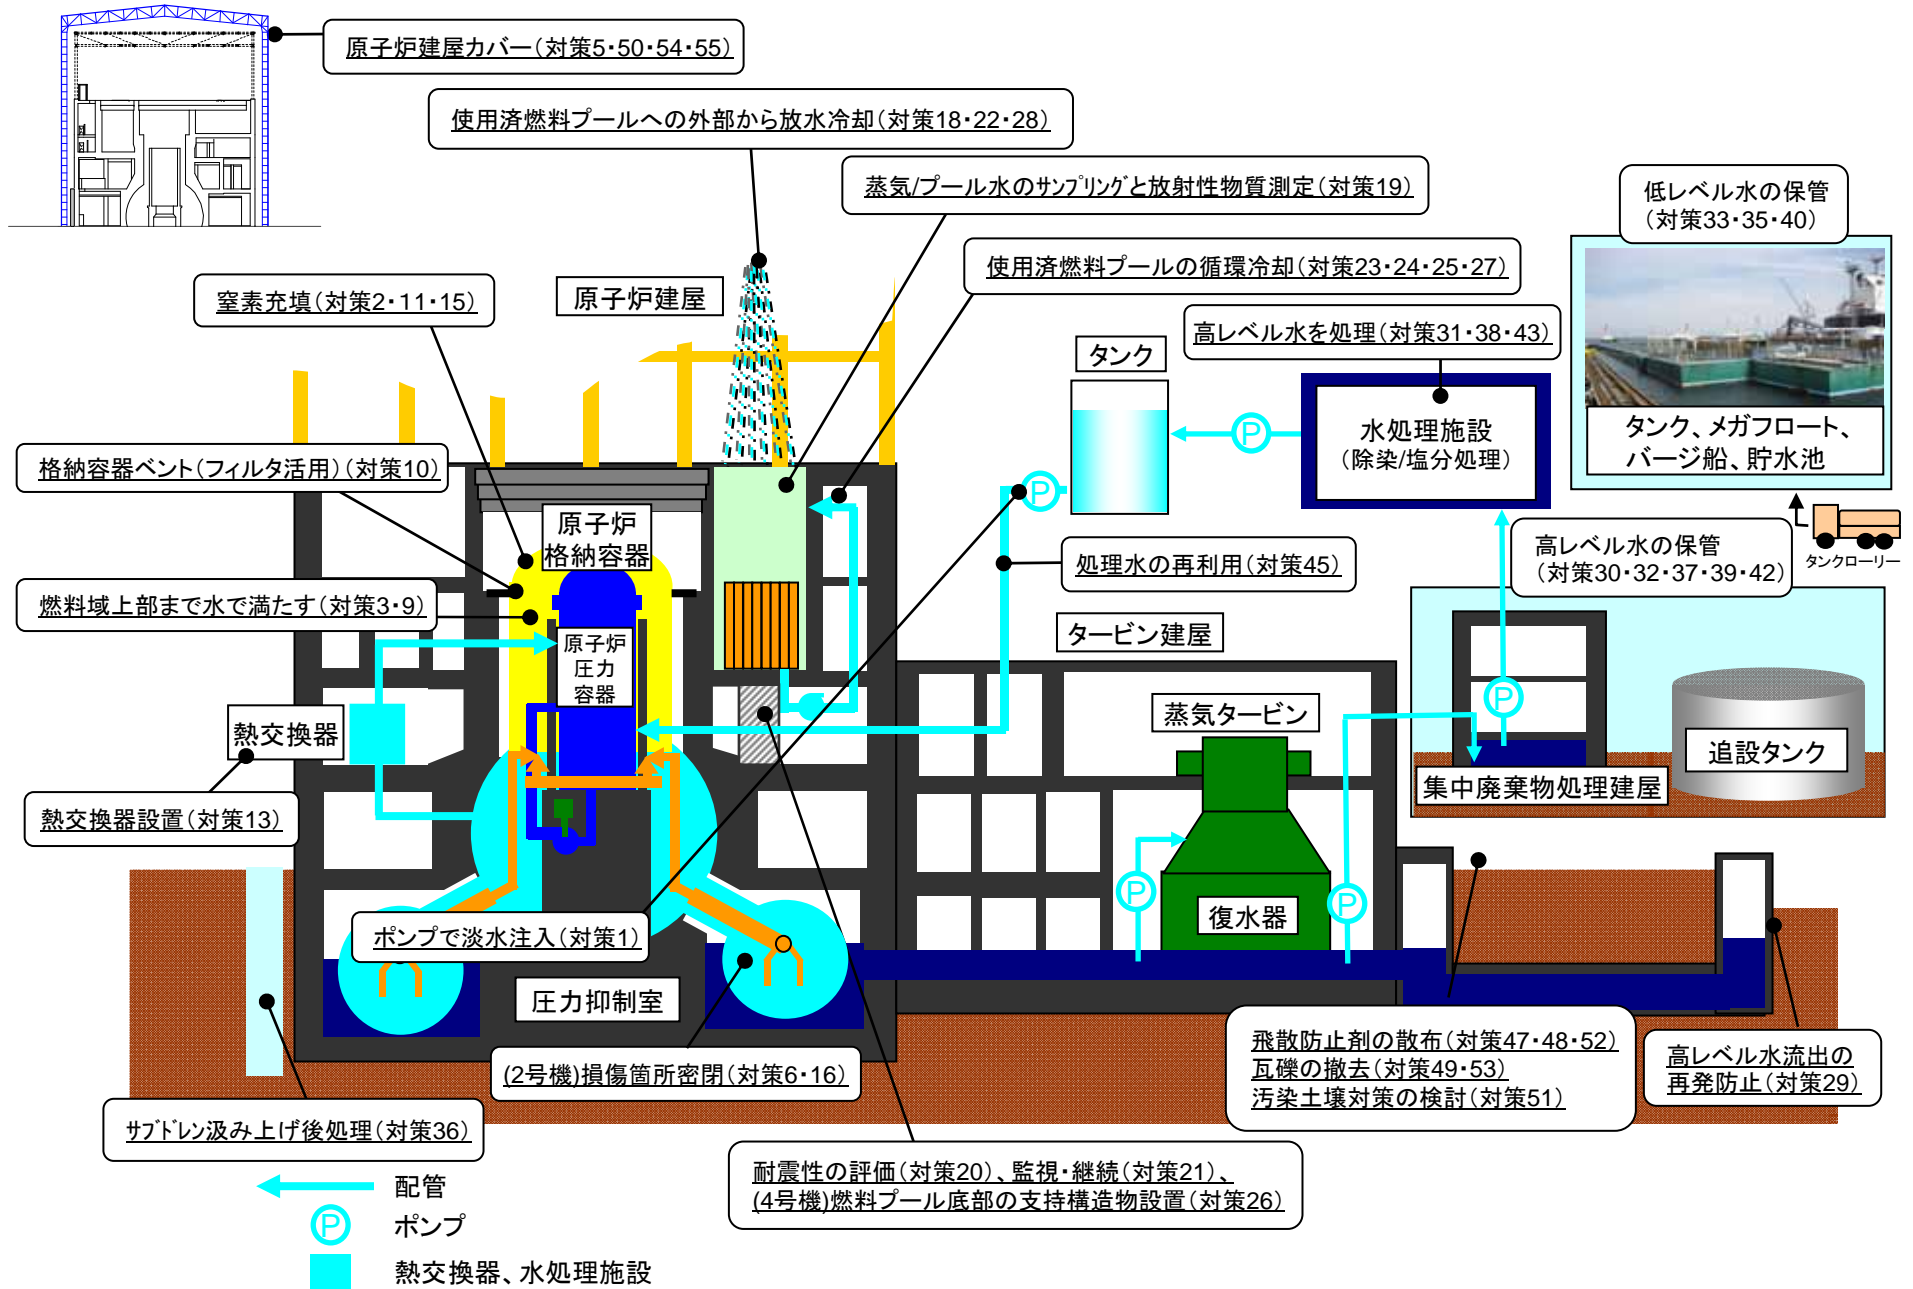 原子炉建屋カバー(対策5・50・54・55)
使用済燃料プールへの外部から放水冷却(対策18・22・28)
蒸気/プール水のサンプリングと放射性物質測定(対策19)
低レベル水の保管
(対策33・35・40)
使用済燃料プールの循環冷却(対策23・24・25・27)
窒素充填(対策2・11・15)
原子炉建屋
高レベル水を処理(対策31・38・43)
タンク
水処理施設
(除染/塩分処理)
P
タンク、メガフロート、
バージ船、貯水池
格納容器ベント(フィルタ活用)(対策10)
P
原子炉
格納容器
高レベル水の保管
(対策30・32・37・39・42)
タンクローリー
処理水の再利用(対策45)
燃料域上部まで水で満たす(対策3・9)
原子炉
圧力
容器
タービン建屋
P
蒸気タービン
熱交換器
追設タンク
集中廃棄物処理建屋
熱交換器設置(対策13)
P
P
復水器
ポンプで淡水注入(対策1)
圧力抑制室
飛散防止剤の散布(対策47・48・52)
瓦礫の撤去(対策49・53)
汚染土壌対策の検討(対策51)
高レベル水流出の
再発防止(対策29)
(2号機)損傷箇所密閉(対策6・16)
サブドレン汲み上げ後処理(対策36)
耐震性の評価(対策20)、監視・継続(対策21)、
(4号機)燃料プール底部の支持構造物設置(対策26)
配管
P
ポンプ
熱交換器、水処理施設